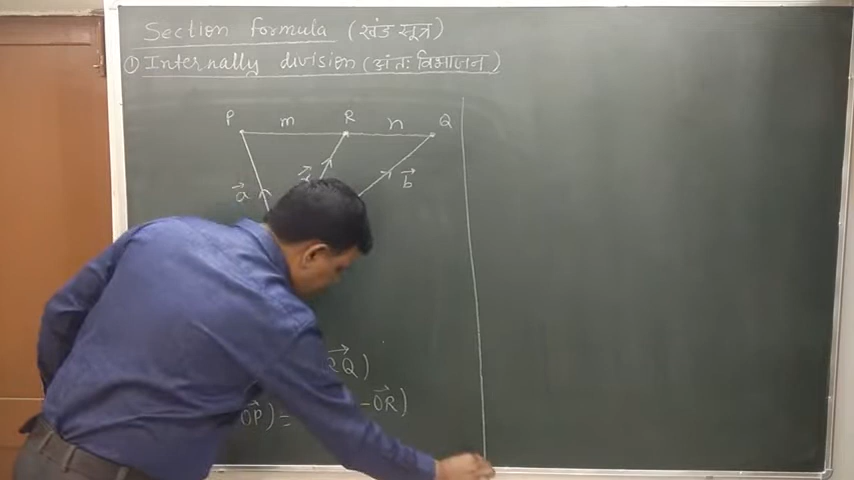 Section formula (खंड सूत्र)
① Internally division (अंतः विभाजन)
P m R n Q
a⃗ b⃗
RQ⃗)
OP⃗) = -OR⃗)